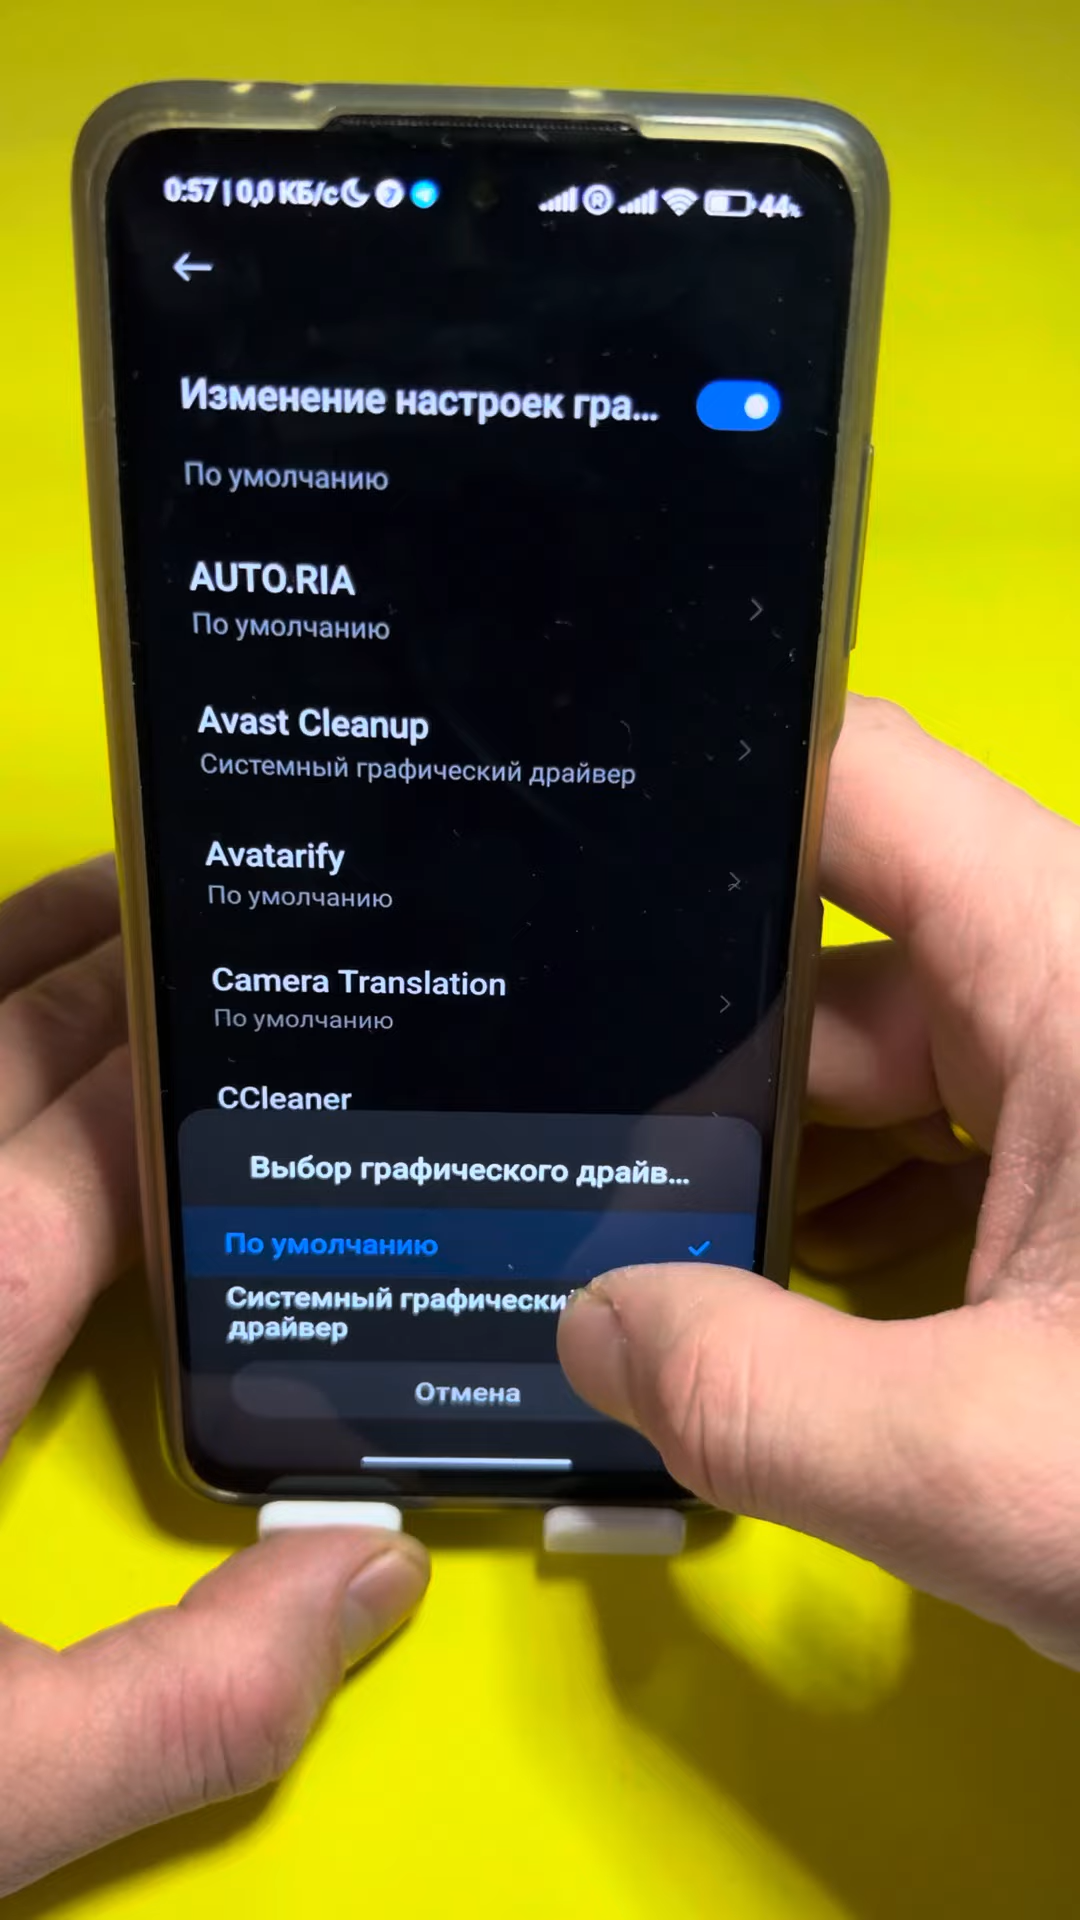 0:57 | 0,0 КБ/с
44%
Изменение настроек гра...
По умолчанию
AUTO.RIA
По умолчанию
Avast Cleanup
Системный графический драйвер
Avatarify
По умолчанию
Camera Translation
По умолчанию
CCleaner
Выбор графического драйв...
По умолчанию
Системный графически
драйвер
Отмена